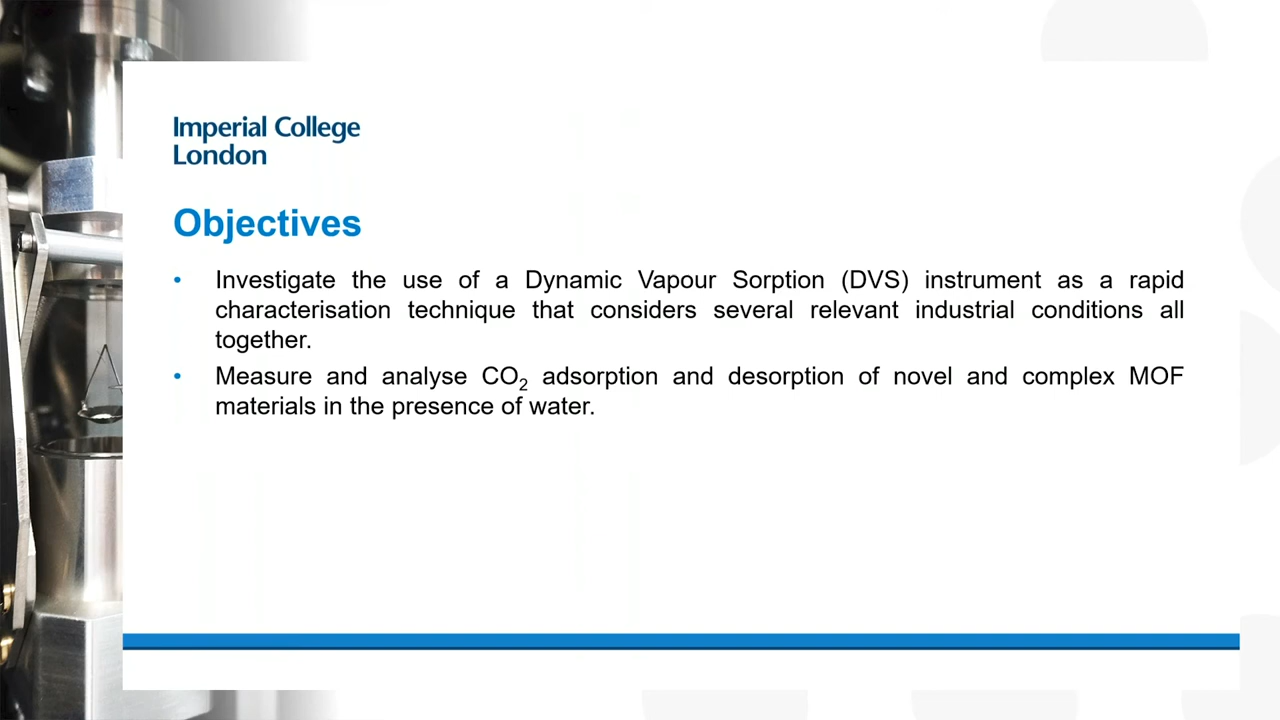 Imperial College
London
Objectives
• Investigate the use of a Dynamic Vapour Sorption (DVS) instrument as a rapid
characterisation technique that considers several relevant industrial conditions all
together.
• Measure and analyse CO₂ adsorption and desorption of novel and complex MOF
materials in the presence of water.